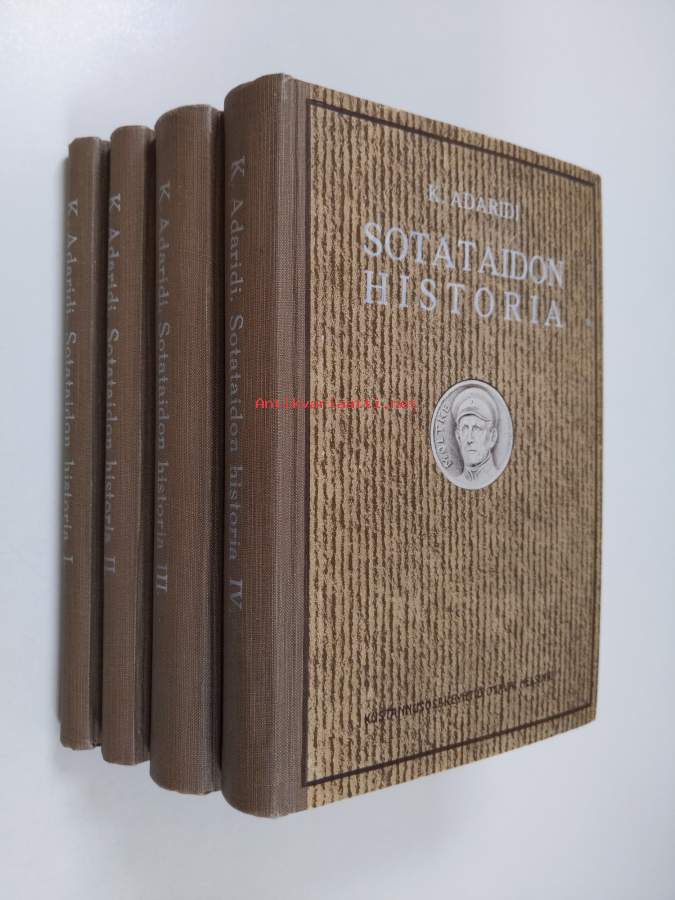 K. Adaridi. Sotataidon historia I.
K. Adaridi. Sotataidon historia II.
K. Adaridi. Sotataidon historia III.
K. Adaridi. Sotataidon historia IV.
K. ADARIDI
SOTATAIDON
HISTORIA
MOLTKE
KUSTANNUSOSAKEYHTIÖ OTAVA, HELSINKI
Antikvariaatti.net